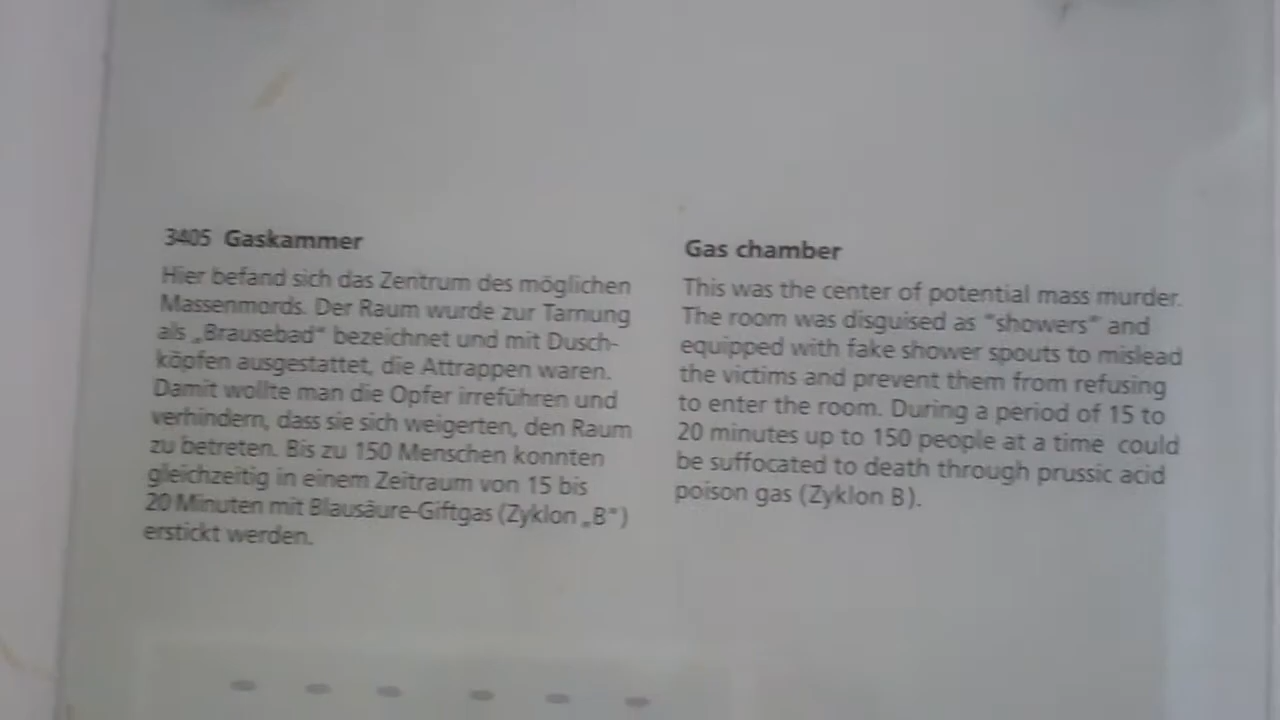 3405 Gaskammer
Hier befand sich das Zentrum des möglichen
Massenmords. Der Raum wurde zur Tarnung
als „Brausebad“ bezeichnet und mit Dusch-
köpfen ausgestattet, die Attrappen waren.
Damit wollte man die Opfer irreführen und
verhindern, dass sie sich weigerten, den Raum
zu betreten. Bis zu 150 Menschen konnten
gleichzeitig in einem Zeitraum von 15 bis
20 Minuten mit Blausäure-Giftgas (Zyklon „B“)
erstickt werden.
Gas chamber
This was the center of potential mass murder.
The room was disguised as "showers" and
equipped with fake shower spouts to mislead
the victims and prevent them from refusing
to enter the room. During a period of 15 to
20 minutes up to 150 people at a time could
be suffocated to death through prussic acid
poison gas (Zyklon B).